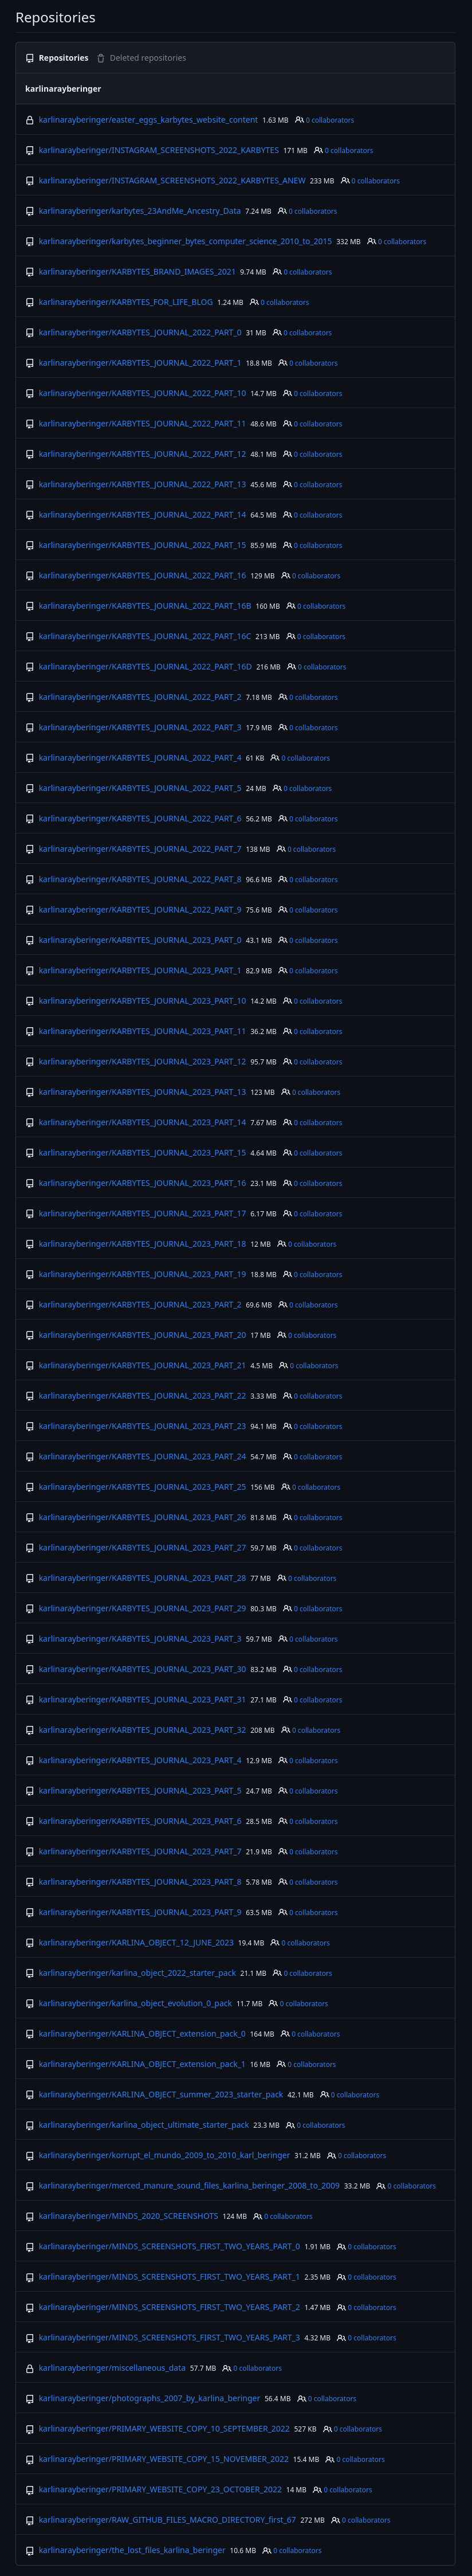 Repositories
Repositories Deleted repositories
karlinarayberinger
karlinarayberinger/easter_eggs_karbytes_website_content 1.63 MB 0 collaborators
karlinarayberinger/INSTAGRAM_SCREENSHOTS_2022_KARBYTES 171 MB 0 collaborators
karlinarayberinger/INSTAGRAM_SCREENSHOTS_2022_KARBYTES_ANEW 233 MB 0 collaborators
karlinarayberinger/karbytes_23AndMe_Ancestry_Data 7.24 MB 0 collaborators
karlinarayberinger/karbytes_beginner_bytes_computer_science_2010_to_2015 332 MB 0 collaborators
karlinarayberinger/KARBYTES_BRAND_IMAGES_2021 9.74 MB 0 collaborators
karlinarayberinger/KARBYTES_FOR_LIFE_BLOG 1.24 MB 0 collaborators
karlinarayberinger/KARBYTES_JOURNAL_2022_PART_0 31 MB 0 collaborators
karlinarayberinger/KARBYTES_JOURNAL_2022_PART_1 18.8 MB 0 collaborators
karlinarayberinger/KARBYTES_JOURNAL_2022_PART_10 14.7 MB 0 collaborators
karlinarayberinger/KARBYTES_JOURNAL_2022_PART_11 48.6 MB 0 collaborators
karlinarayberinger/KARBYTES_JOURNAL_2022_PART_12 48.1 MB 0 collaborators
karlinarayberinger/KARBYTES_JOURNAL_2022_PART_13 45.6 MB 0 collaborators
karlinarayberinger/KARBYTES_JOURNAL_2022_PART_14 64.5 MB 0 collaborators
karlinarayberinger/KARBYTES_JOURNAL_2022_PART_15 85.9 MB 0 collaborators
karlinarayberinger/KARBYTES_JOURNAL_2022_PART_16 129 MB 0 collaborators
karlinarayberinger/KARBYTES_JOURNAL_2022_PART_16B 160 MB 0 collaborators
karlinarayberinger/KARBYTES_JOURNAL_2022_PART_16C 213 MB 0 collaborators
karlinarayberinger/KARBYTES_JOURNAL_2022_PART_16D 216 MB 0 collaborators
karlinarayberinger/KARBYTES_JOURNAL_2022_PART_2 7.18 MB 0 collaborators
karlinarayberinger/KARBYTES_JOURNAL_2022_PART_3 17.9 MB 0 collaborators
karlinarayberinger/KARBYTES_JOURNAL_2022_PART_4 61 KB 0 collaborators
karlinarayberinger/KARBYTES_JOURNAL_2022_PART_5 24 MB 0 collaborators
karlinarayberinger/KARBYTES_JOURNAL_2022_PART_6 56.2 MB 0 collaborators
karlinarayberinger/KARBYTES_JOURNAL_2022_PART_7 138 MB 0 collaborators
karlinarayberinger/KARBYTES_JOURNAL_2022_PART_8 96.6 MB 0 collaborators
karlinarayberinger/KARBYTES_JOURNAL_2022_PART_9 75.6 MB 0 collaborators
karlinarayberinger/KARBYTES_JOURNAL_2023_PART_0 43.1 MB 0 collaborators
karlinarayberinger/KARBYTES_JOURNAL_2023_PART_1 82.9 MB 0 collaborators
karlinarayberinger/KARBYTES_JOURNAL_2023_PART_10 14.2 MB 0 collaborators
karlinarayberinger/KARBYTES_JOURNAL_2023_PART_11 36.2 MB 0 collaborators
karlinarayberinger/KARBYTES_JOURNAL_2023_PART_12 95.7 MB 0 collaborators
karlinarayberinger/KARBYTES_JOURNAL_2023_PART_13 123 MB 0 collaborators
karlinarayberinger/KARBYTES_JOURNAL_2023_PART_14 7.67 MB 0 collaborators
karlinarayberinger/KARBYTES_JOURNAL_2023_PART_15 4.64 MB 0 collaborators
karlinarayberinger/KARBYTES_JOURNAL_2023_PART_16 23.1 MB 0 collaborators
karlinarayberinger/KARBYTES_JOURNAL_2023_PART_17 6.17 MB 0 collaborators
karlinarayberinger/KARBYTES_JOURNAL_2023_PART_18 12 MB 0 collaborators
karlinarayberinger/KARBYTES_JOURNAL_2023_PART_19 18.8 MB 0 collaborators
karlinarayberinger/KARBYTES_JOURNAL_2023_PART_2 69.6 MB 0 collaborators
karlinarayberinger/KARBYTES_JOURNAL_2023_PART_20 17 MB 0 collaborators
karlinarayberinger/KARBYTES_JOURNAL_2023_PART_21 4.5 MB 0 collaborators
karlinarayberinger/KARBYTES_JOURNAL_2023_PART_22 3.33 MB 0 collaborators
karlinarayberinger/KARBYTES_JOURNAL_2023_PART_23 94.1 MB 0 collaborators
karlinarayberinger/KARBYTES_JOURNAL_2023_PART_24 54.7 MB 0 collaborators
karlinarayberinger/KARBYTES_JOURNAL_2023_PART_25 156 MB 0 collaborators
karlinarayberinger/KARBYTES_JOURNAL_2023_PART_26 81.8 MB 0 collaborators
karlinarayberinger/KARBYTES_JOURNAL_2023_PART_27 59.7 MB 0 collaborators
karlinarayberinger/KARBYTES_JOURNAL_2023_PART_28 77 MB 0 collaborators
karlinarayberinger/KARBYTES_JOURNAL_2023_PART_29 80.3 MB 0 collaborators
karlinarayberinger/KARBYTES_JOURNAL_2023_PART_3 59.7 MB 0 collaborators
karlinarayberinger/KARBYTES_JOURNAL_2023_PART_30 83.2 MB 0 collaborators
karlinarayberinger/KARBYTES_JOURNAL_2023_PART_31 27.1 MB 0 collaborators
karlinarayberinger/KARBYTES_JOURNAL_2023_PART_32 208 MB 0 collaborators
karlinarayberinger/KARBYTES_JOURNAL_2023_PART_4 12.9 MB 0 collaborators
karlinarayberinger/KARBYTES_JOURNAL_2023_PART_5 24.7 MB 0 collaborators
karlinarayberinger/KARBYTES_JOURNAL_2023_PART_6 28.5 MB 0 collaborators
karlinarayberinger/KARBYTES_JOURNAL_2023_PART_7 21.9 MB 0 collaborators
karlinarayberinger/KARBYTES_JOURNAL_2023_PART_8 5.78 MB 0 collaborators
karlinarayberinger/KARBYTES_JOURNAL_2023_PART_9 63.5 MB 0 collaborators
karlinarayberinger/KARLINA_OBJECT_12_JUNE_2023 19.4 MB 0 collaborators
karlinarayberinger/karlina_object_2022_starter_pack 21.1 MB 0 collaborators
karlinarayberinger/karlina_object_evolution_0_pack 11.7 MB 0 collaborators
karlinarayberinger/KARLINA_OBJECT_extension_pack_0 164 MB 0 collaborators
karlinarayberinger/KARLINA_OBJECT_extension_pack_1 16 MB 0 collaborators
karlinarayberinger/KARLINA_OBJECT_summer_2023_starter_pack 42.1 MB 0 collaborators
karlinarayberinger/karlina_object_ultimate_starter_pack 23.3 MB 0 collaborators
karlinarayberinger/korrupt_el_mundo_2009_to_2010_karl_beringer 31.2 MB 0 collaborators
karlinarayberinger/merced_manure_sound_files_karlina_beringer_2008_to_2009 33.2 MB 0 collaborators
karlinarayberinger/MINDS_2020_SCREENSHOTS 124 MB 0 collaborators
karlinarayberinger/MINDS_SCREENSHOTS_FIRST_TWO_YEARS_PART_0 1.91 MB 0 collaborators
karlinarayberinger/MINDS_SCREENSHOTS_FIRST_TWO_YEARS_PART_1 2.35 MB 0 collaborators
karlinarayberinger/MINDS_SCREENSHOTS_FIRST_TWO_YEARS_PART_2 1.47 MB 0 collaborators
karlinarayberinger/MINDS_SCREENSHOTS_FIRST_TWO_YEARS_PART_3 4.32 MB 0 collaborators
karlinarayberinger/miscellaneous_data 57.7 MB 0 collaborators
karlinarayberinger/photographs_2007_by_karlina_beringer 56.4 MB 0 collaborators
karlinarayberinger/PRIMARY_WEBSITE_COPY_10_SEPTEMBER_2022 527 KB 0 collaborators
karlinarayberinger/PRIMARY_WEBSITE_COPY_15_NOVEMBER_2022 15.4 MB 0 collaborators
karlinarayberinger/PRIMARY_WEBSITE_COPY_23_OCTOBER_2022 14 MB 0 collaborators
karlinarayberinger/RAW_GITHUB_FILES_MACRO_DIRECTORY_first_67 272 MB 0 collaborators
karlinarayberinger/the_lost_files_karlina_beringer 10.6 MB 0 collaborators